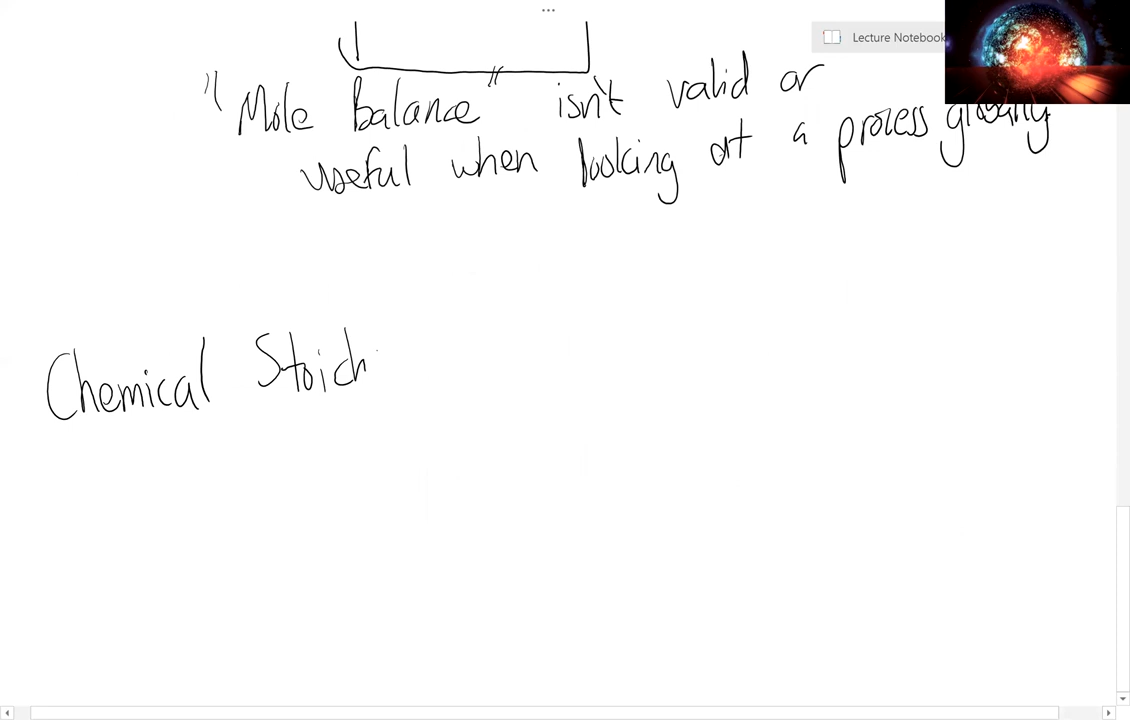 Lecture Notebook
"Mole Balance" isn't valid or
useful when looking at a process globally
Chemical Stoich